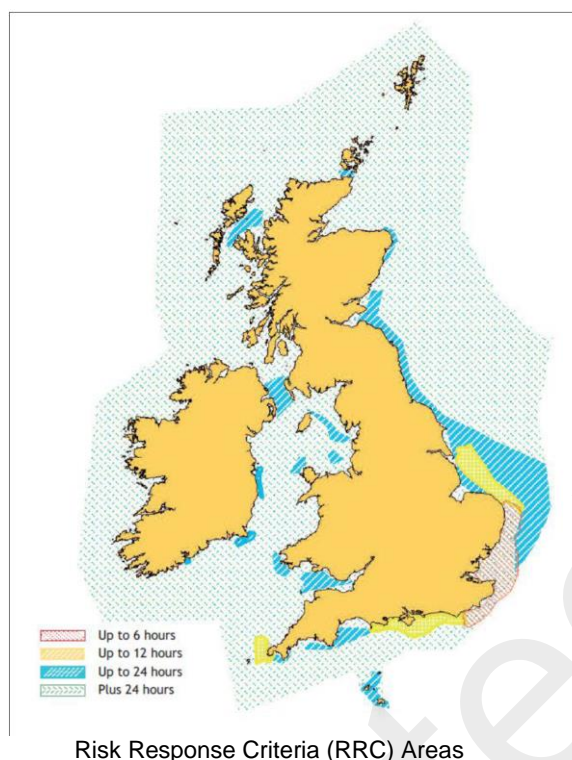 Up to 6 hours
Up to 12 hours
Up to 24 hours
Plus 24 hours
Risk Response Criteria (RRC) Areas